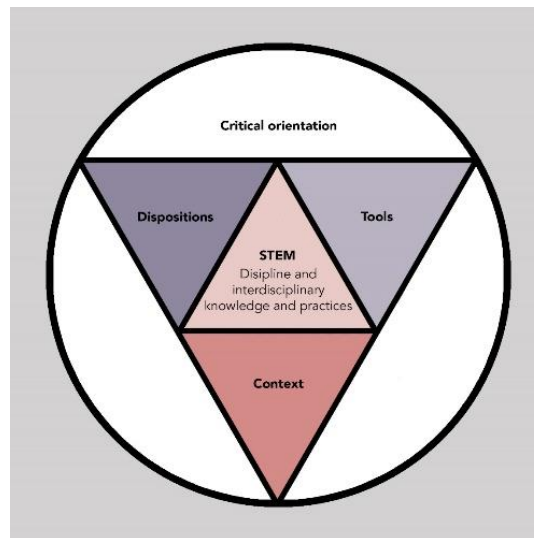 Critical orientation
Dispositions
Tools
STEM
Disipline and
interdisciplinary
knowledge and practices
Context